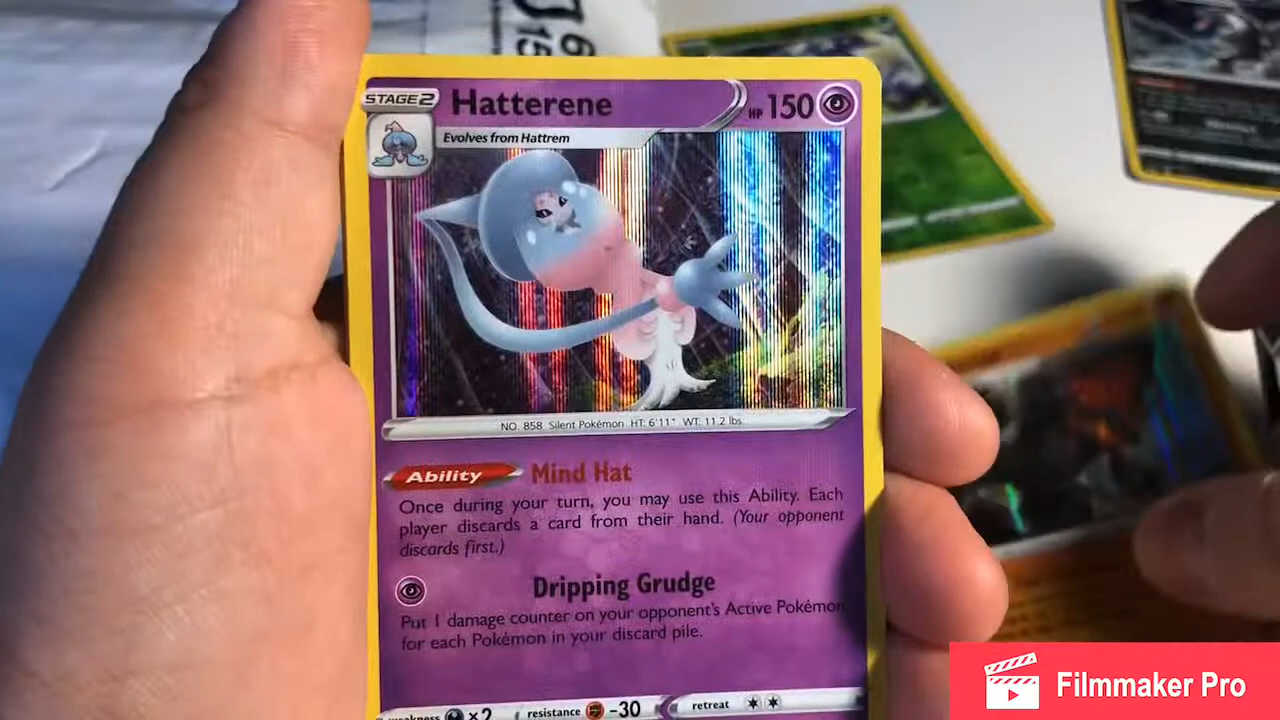 STAGE 2
Hatterene
HP 150
Evolves from Hattrem
NO. 858 Silent Pokémon HT: 6'11" WT: 11.2 lbs.
Ability Mind Hat
Once during your turn, you may use this Ability. Each
player discards a card from their hand. (Your opponent
discards first.)
Dripping Grudge
Put 1 damage counter on your opponent's Active Pokémon
for each Pokémon in your discard pile.
weakness ×2 resistance -30 retreat
Filmmaker Pro